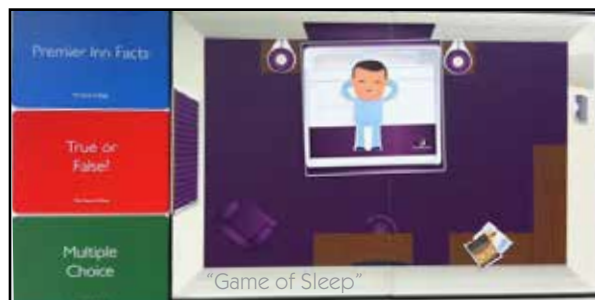 Premier Inn Facts
True or
False?
Multiple
Choice
"Game of Sleep"